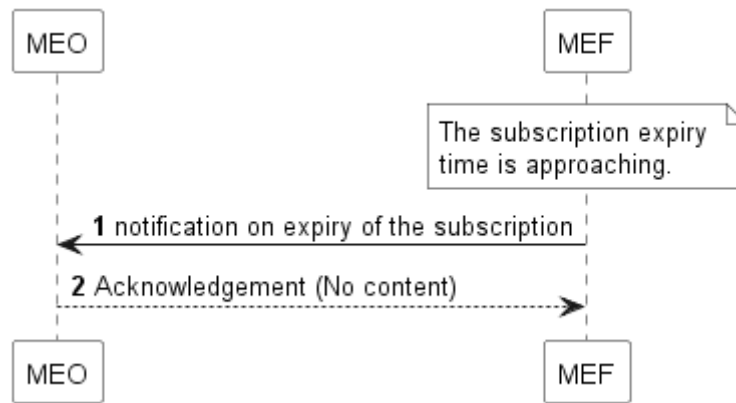 MEO
MEF
The subscription expiry
time is approaching.
1 notification on expiry of the subscription
2 Acknowledgement (No content)
MEO
MEF